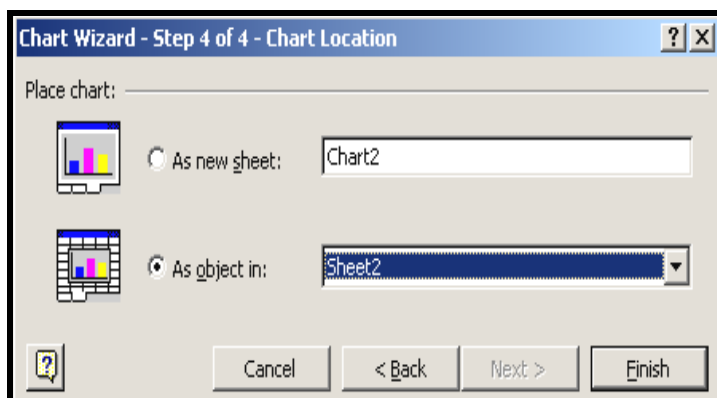 Chart Wizard - Step 4 of 4 - Chart Location
Place chart:
As new sheet: Chart2
As object in: Sheet2
Cancel < Back Next > Finish